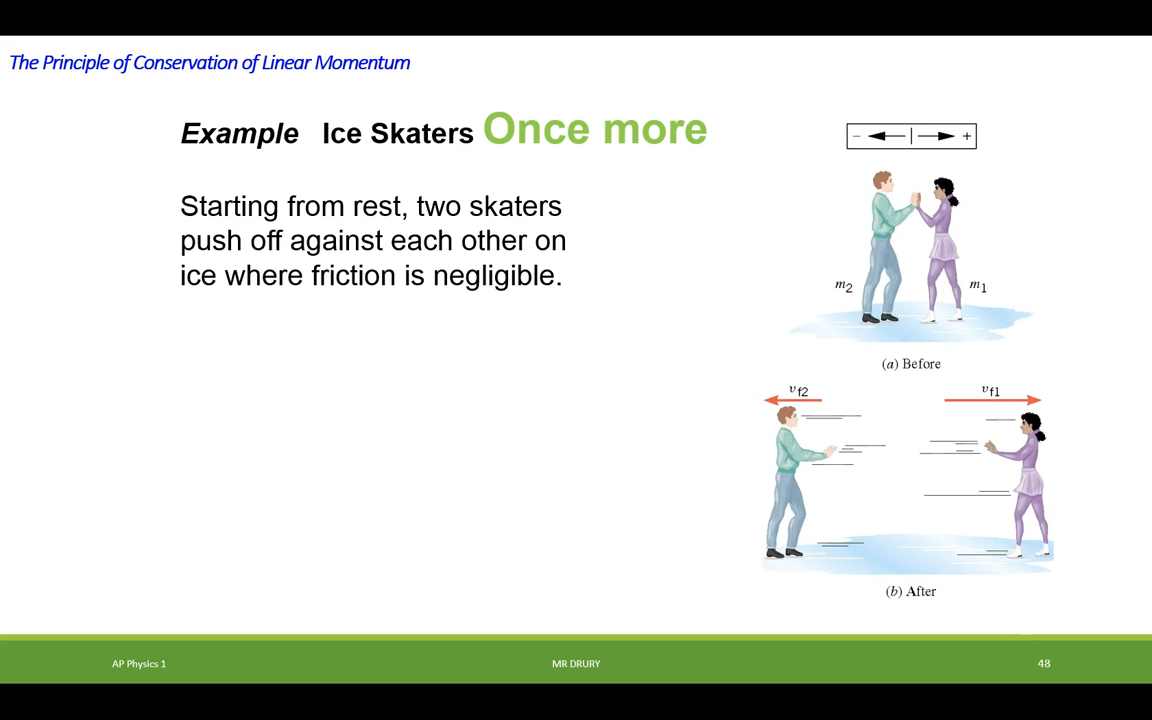 The Principle of Conservation of Linear Momentum
Example Ice Skaters Once more
Starting from rest, two skaters
push off against each other on
ice where friction is negligible.
− +
m2 m1
(a) Before
vf2 vf1
(b) After
AP Physics 1 MR DRURY 48